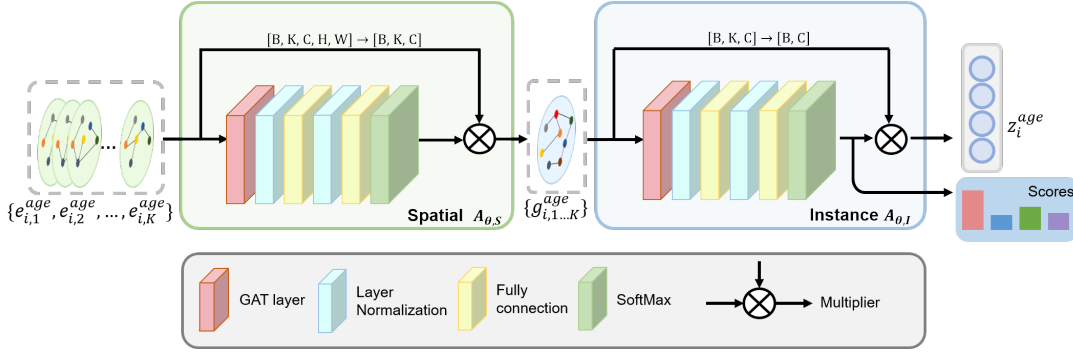 [B, K, C, H, W] → [B, K, C]
[B, K, C] → [B, C]
...
{e_{i,1}^{age}, e_{i,2}^{age}, ..., e_{i,K}^{age}}
Spatial A_{θ,S}
{g_{i,1...K}^{age}}
Instance A_{θ,I}
z_i^{age}
Scores
GAT layer
Layer
Normalization
Fully
connection
SoftMax
Multiplier